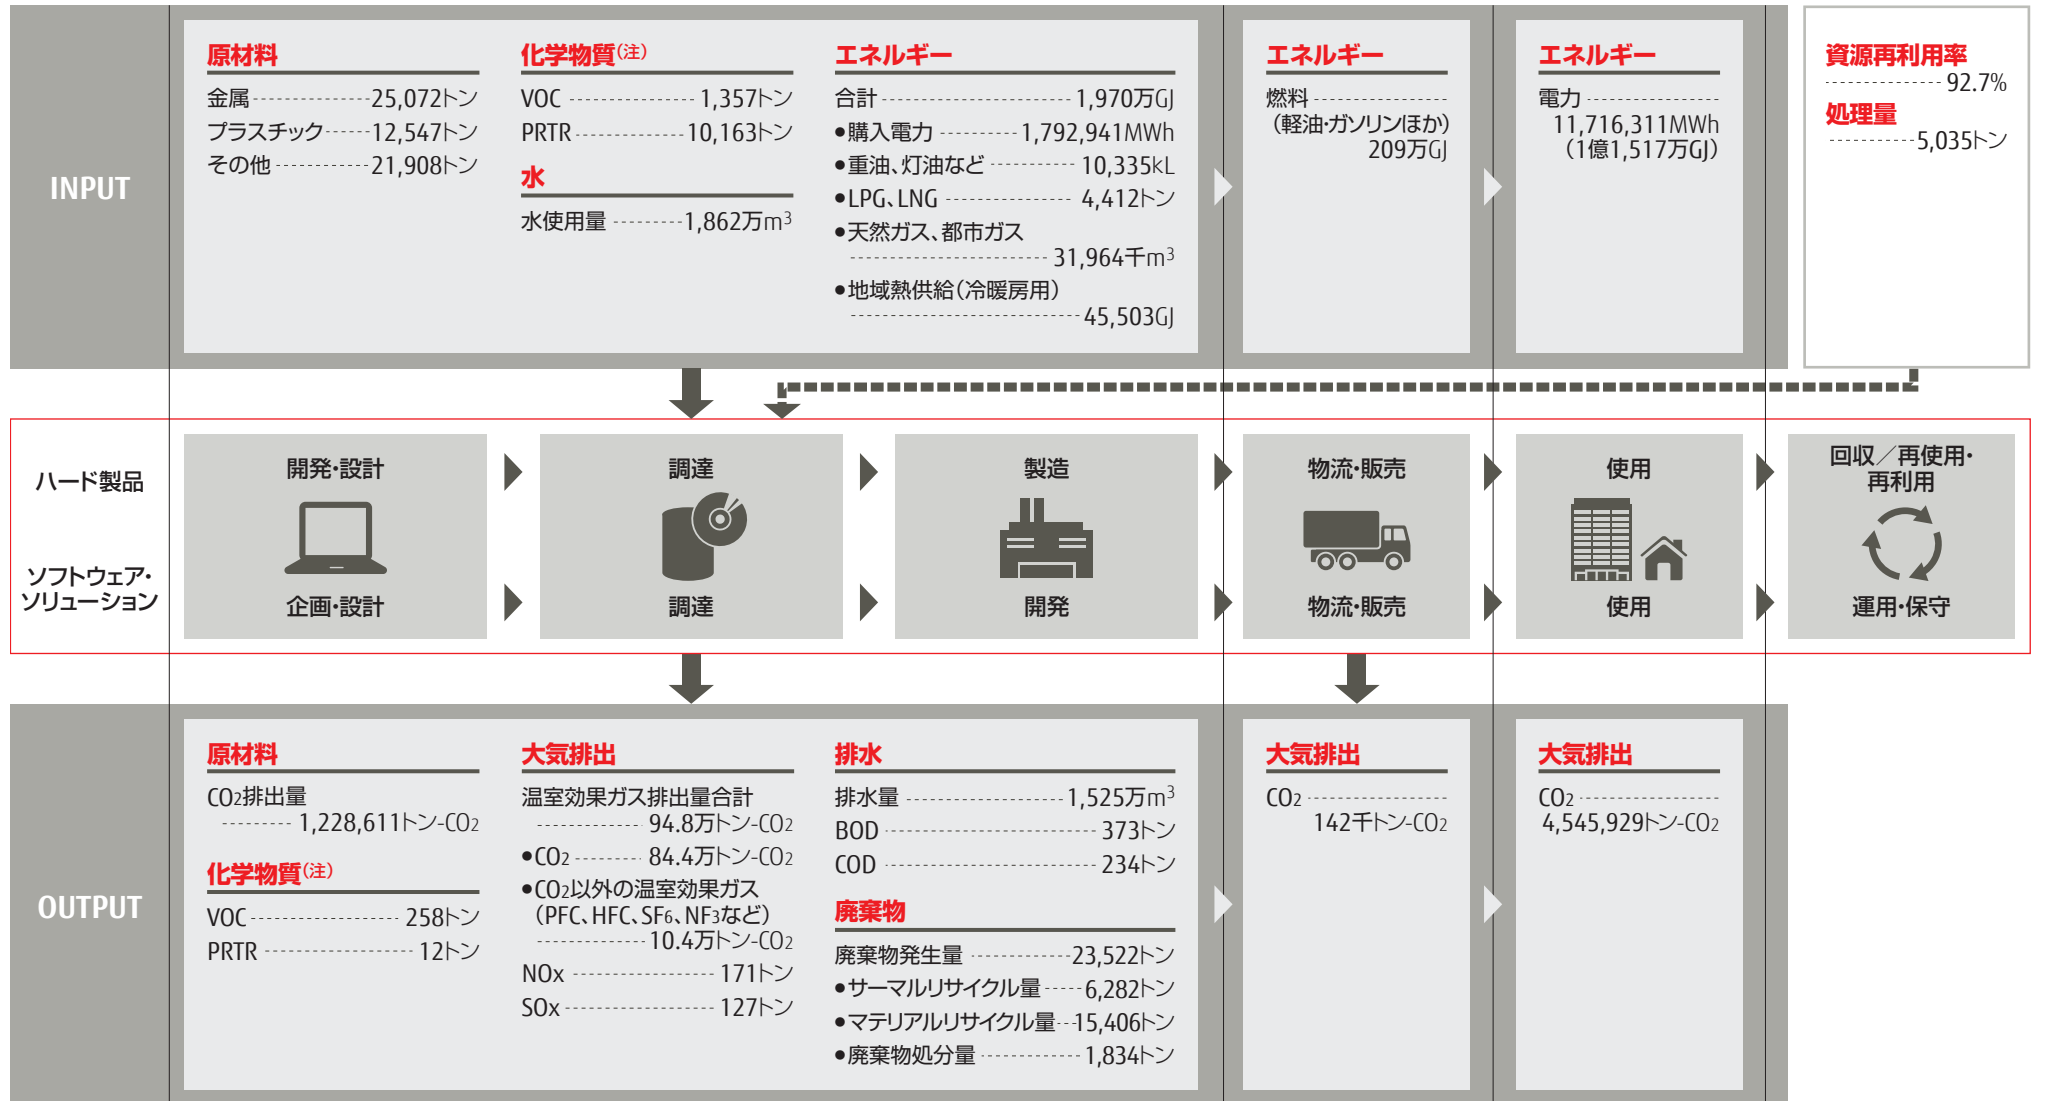 INPUT
原材料
金属 25,072トン
プラスチック 12,547トン
その他 21,908トン
化学物質(注)
VOC 1,357トン
PRTR 10,163トン
水
水使用量 1,862万m3
エネルギー
合計 1,970万GJ
●購入電力 1,792,941MWh
●重油、灯油など 10,335kL
●LPG、LNG 4,412トン
●天然ガス、都市ガス
31,964千m3
●地域熱供給(冷暖房用)
45,503GJ
エネルギー
燃料
(軽油・ガソリンほか)
209万GJ
エネルギー
電力
11,716,311MWh
(1億1,517万GJ)
資源再利用率
92.7%
処理量
5,035トン
ハード製品
開発・設計
調達
製造
物流・販売
使用
回収／再使用・
再利用
ソフトウェア・
ソリューション
企画・設計
調達
開発
物流・販売
使用
運用・保守
OUTPUT
原材料
CO2排出量
1,228,611トン-CO2
化学物質(注)
VOC 258トン
PRTR 12トン
大気排出
温室効果ガス排出量合計
94.8万トン-CO2
●CO2 84.4万トン-CO2
●CO2以外の温室効果ガス
(PFC、HFC、SF6、NF3など)
10.4万トン-CO2
NOx 171トン
SOx 127トン
排水
排水量 1,525万m3
BOD 373トン
COD 234トン
廃棄物
廃棄物発生量 23,522トン
●サーマルリサイクル量 6,282トン
●マテリアルリサイクル量 15,406トン
●廃棄物処分量 1,834トン
大気排出
CO2
142千トン-CO2
大気排出
CO2
4,545,929トン-CO2